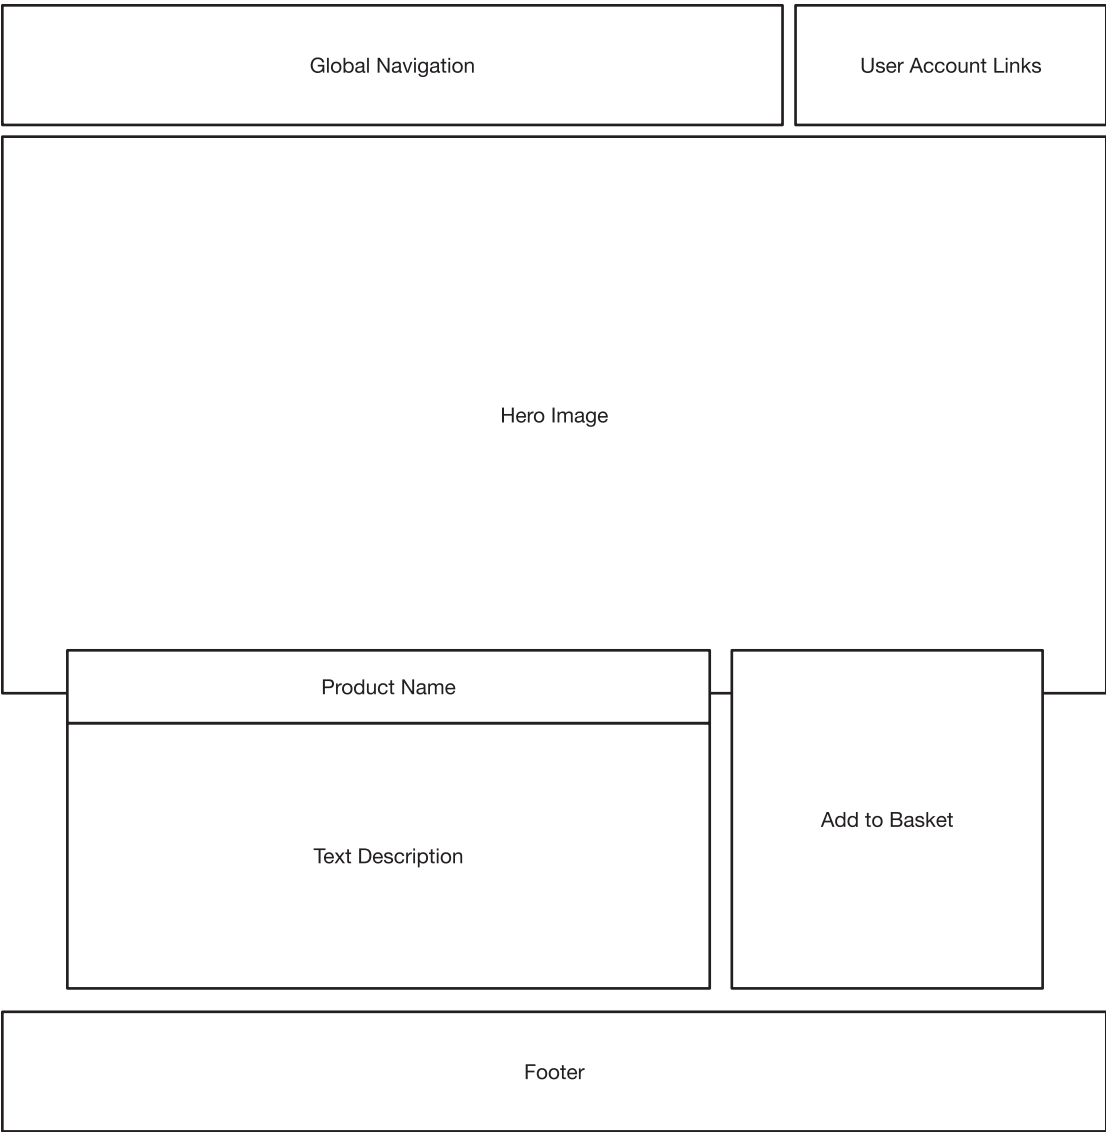 Global Navigation
User Account Links
Hero Image
Product Name
Text Description
Add to Basket
Footer